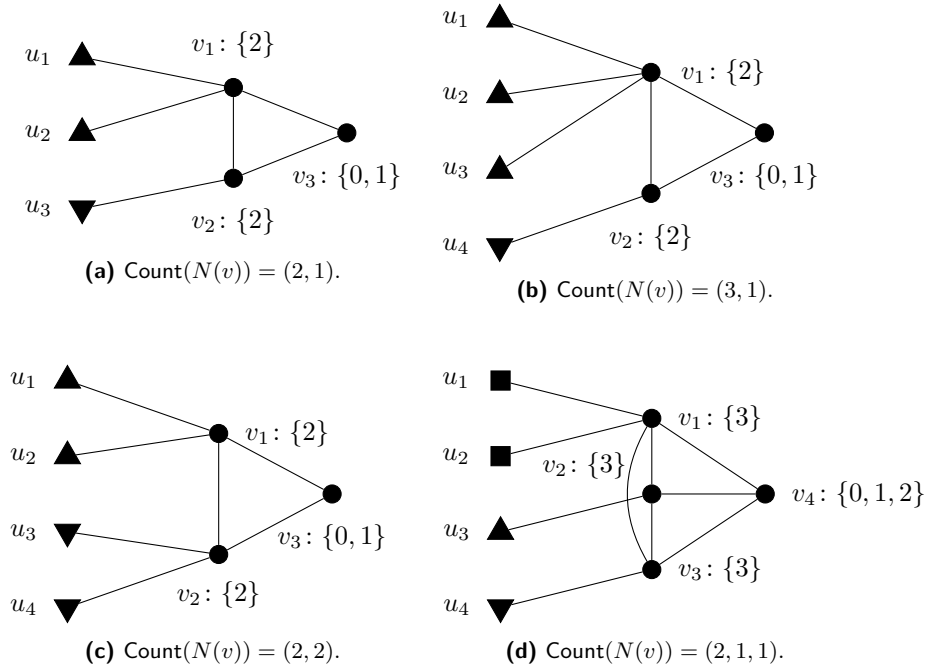 u₁
v₁: {2}
u₂
v₃: {0, 1}
u₃
v₂: {2}
(a) Count(N(v)) = (2, 1).
u₁
v₁: {2}
u₂
u₃
v₃: {0, 1}
u₄
v₂: {2}
(b) Count(N(v)) = (3, 1).
u₁
v₁: {2}
u₂
u₃
v₃: {0, 1}
v₂: {2}
u₄
(c) Count(N(v)) = (2, 2).
u₁
v₁: {3}
u₂
v₂: {3}
v₄: {0, 1, 2}
u₃
v₃: {3}
u₄
(d) Count(N(v)) = (2, 1, 1).